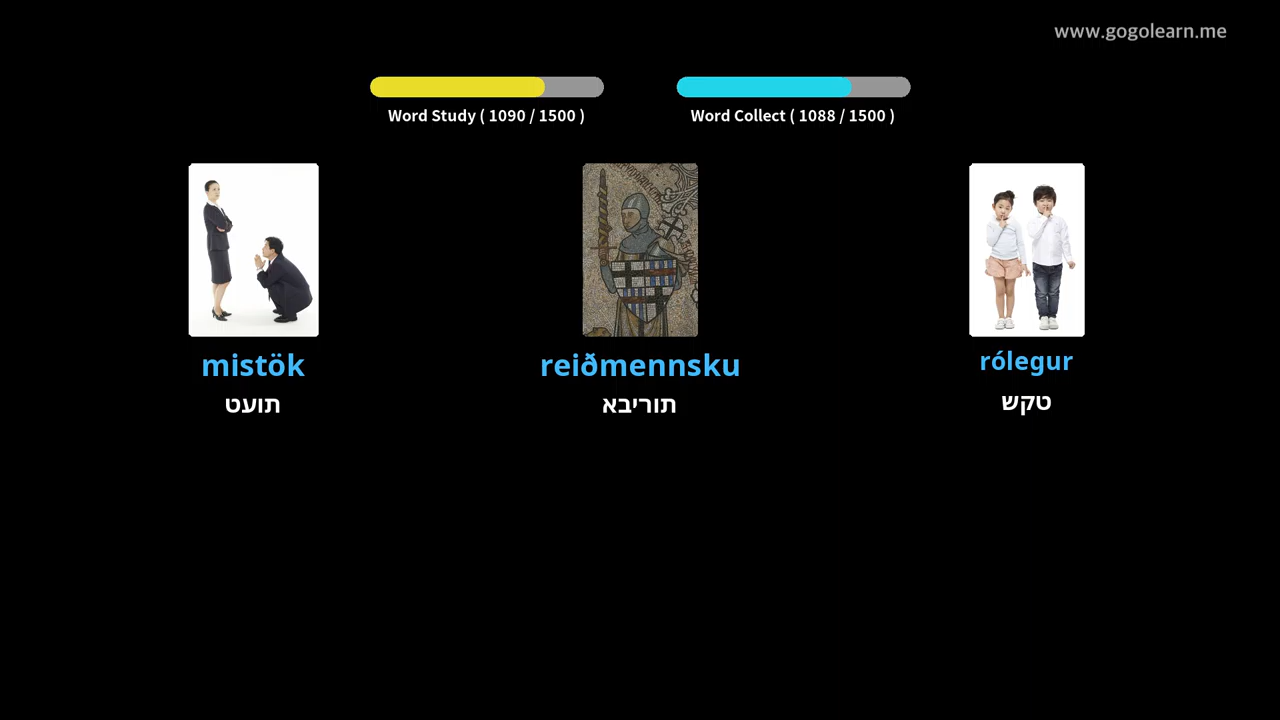 www.gogolearn.me
Word Study ( 1090 / 1500 )
Word Collect ( 1088 / 1500 )
mistök
תועט
reiðmennsku
תוריבא
rólegur
טקש